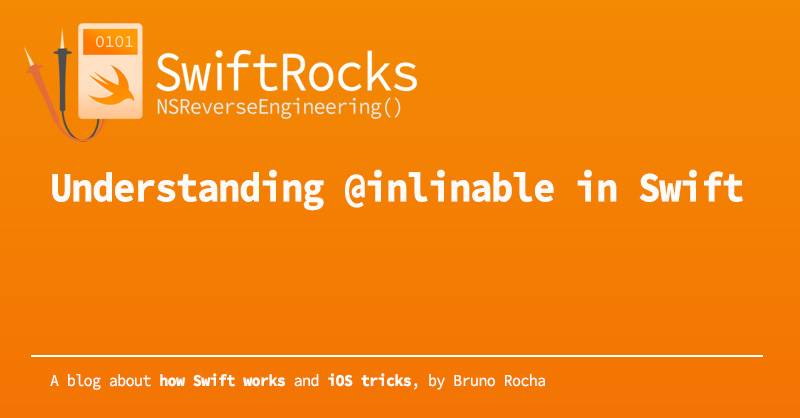 0101
SwiftRocks
NSReverseEngineering()
Understanding @inlinable in Swift
A blog about how Swift works and iOS tricks, by Bruno Rocha